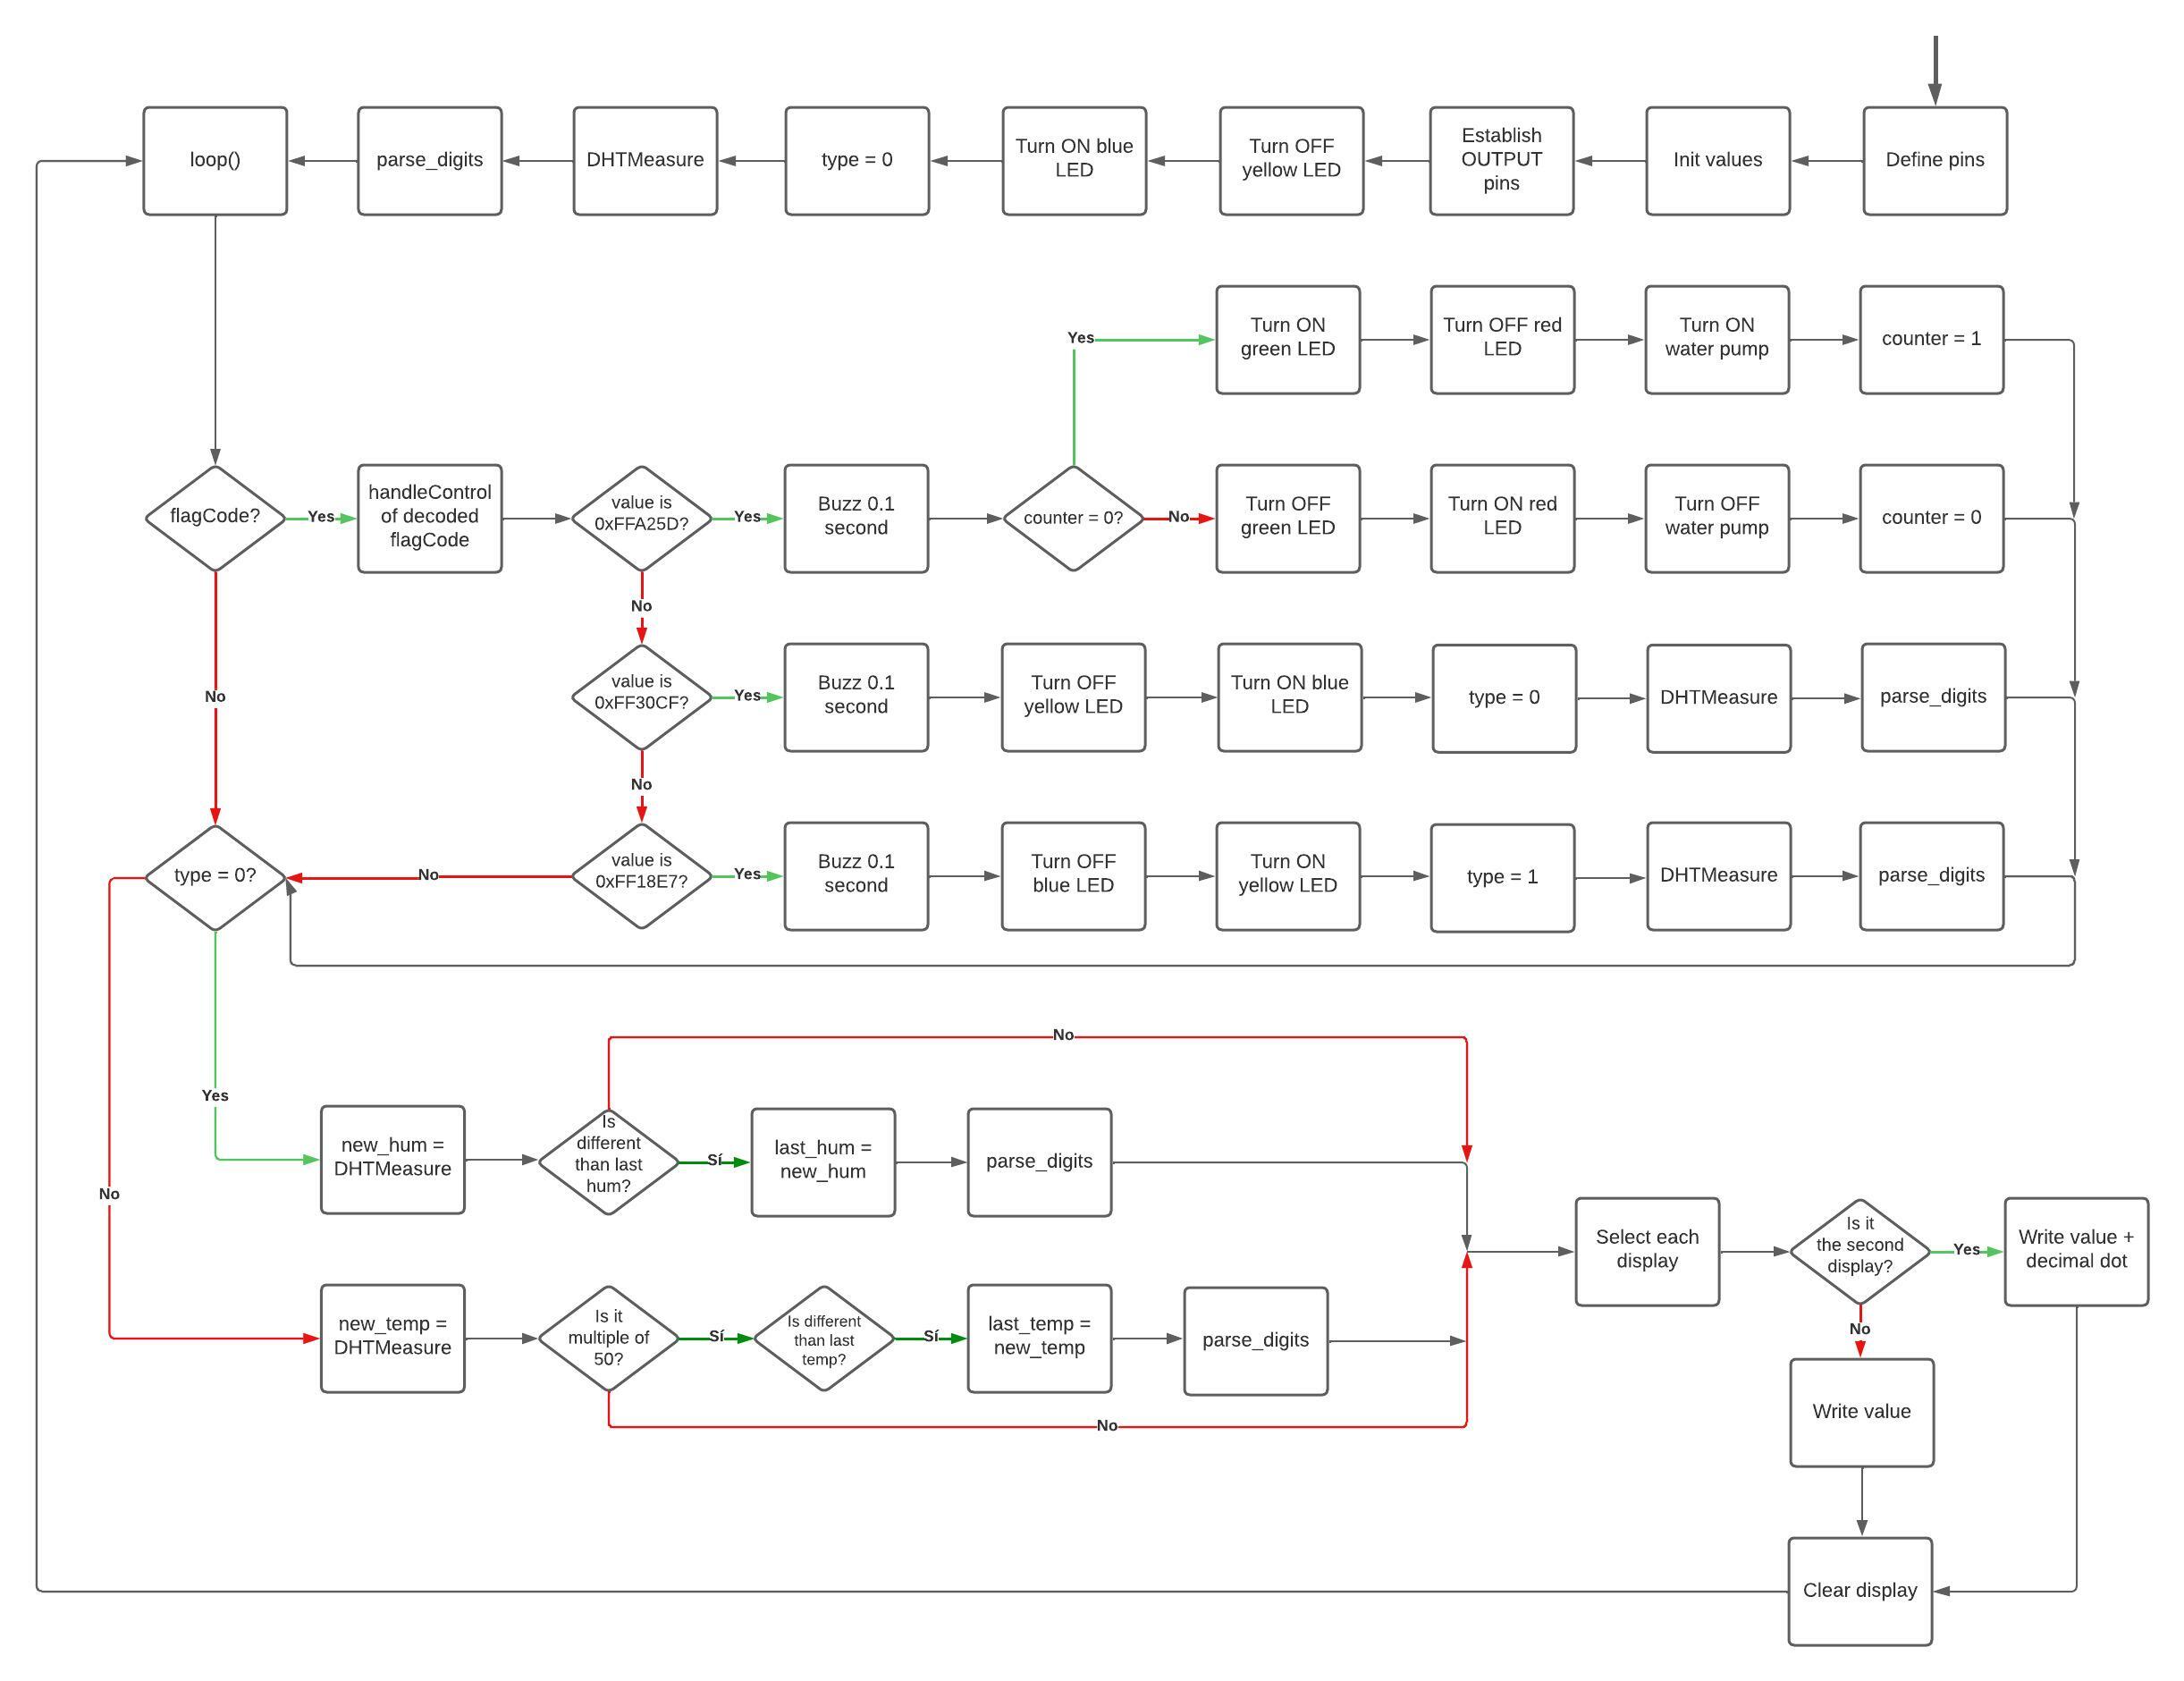 loop()
parse_digits
DHTMeasure
type = 0
Turn ON blue
LED
Turn OFF
yellow LED
Establish
OUTPUT
pins
Init values
Define pins
Yes
Turn ON
green LED
Turn OFF red
LED
Turn ON
water pump
counter = 1
flagCode?
Yes
handleControl
of decoded
flagCode
value is
0xFFA25D?
Yes
Buzz 0.1
second
counter = 0?
No
Turn OFF
green LED
Turn ON red
LED
Turn OFF
water pump
counter = 0
No
No
value is
0xFF30CF?
Yes
Buzz 0.1
second
Turn OFF
yellow LED
Turn ON blue
LED
type = 0
DHTMeasure
parse_digits
No
type = 0?
No
value is
0xFF18E7?
Yes
Buzz 0.1
second
Turn OFF
blue LED
Turn ON
yellow LED
type = 1
DHTMeasure
parse_digits
No
Yes
new_hum =
DHTMeasure
Is
different
than last
hum?
Sí
last_hum =
new_hum
parse_digits
No
Select each
display
Is it
the second
display?
Yes
Write value +
decimal dot
new_temp =
DHTMeasure
Is it
multiple of
50?
Sí
Is different
than last
temp?
Sí
last_temp =
new_temp
parse_digits
No
No
Write value
Clear display